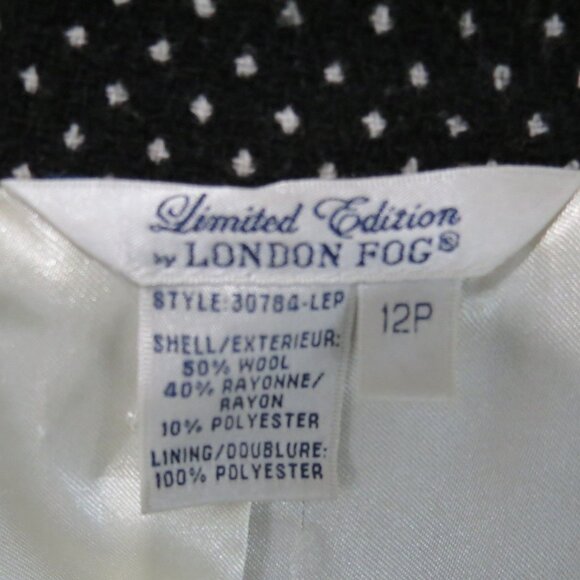 Limited Edition
by LONDON FOG®
STYLE:30784-LEP
12P
SHELL/EXTERIEUR:
50% WOOL
40% RAYONNE/
RAYON
10% POLYESTER
LINING/DOUBLURE:
100% POLYESTER